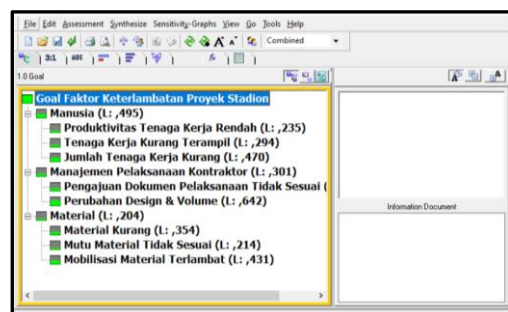 File Edit Assessment Synthesize Sensitivity-Graphs View Go Tools Help
Combined
3:1 ABC
1.0 Goal
Goal Faktor Keterlambatan Proyek Stadion
Manusia (L: ,495)
Produktivitas Tenaga Kerja Rendah (L: ,235)
Tenaga Kerja Kurang Terampil (L: ,294)
Jumlah Tenaga Kerja Kurang (L: ,470)
Manajemen Pelaksanaan Kontraktor (L: ,301)
Pengajuan Dokumen Pelaksanaan Tidak Sesuai (
Perubahan Design & Volume (L: ,642)
Material (L: ,204)
Material Kurang (L: ,354)
Mutu Material Tidak Sesuai (L: ,214)
Mobilisasi Material Terlambat (L: ,431)
Information Document